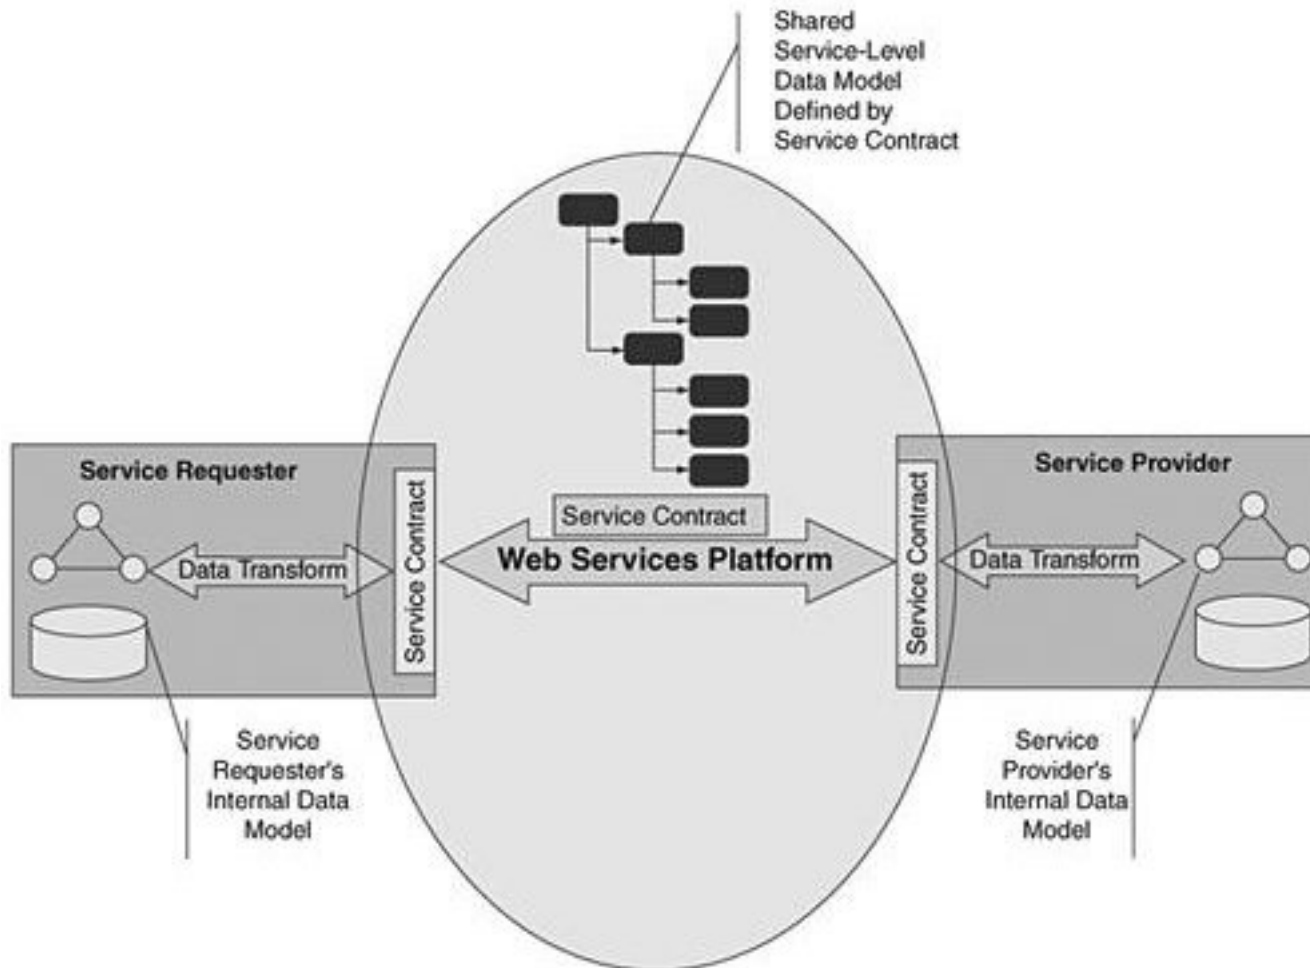 Shared
Service-Level
Data Model
Defined by
Service Contract
Service Requester
Service Contract
Data Transform
Service Contract
Web Services Platform
Service Provider
Service Contract
Data Transform
Service
Requester's
Internal Data
Model
Service
Provider's
Internal Data
Model